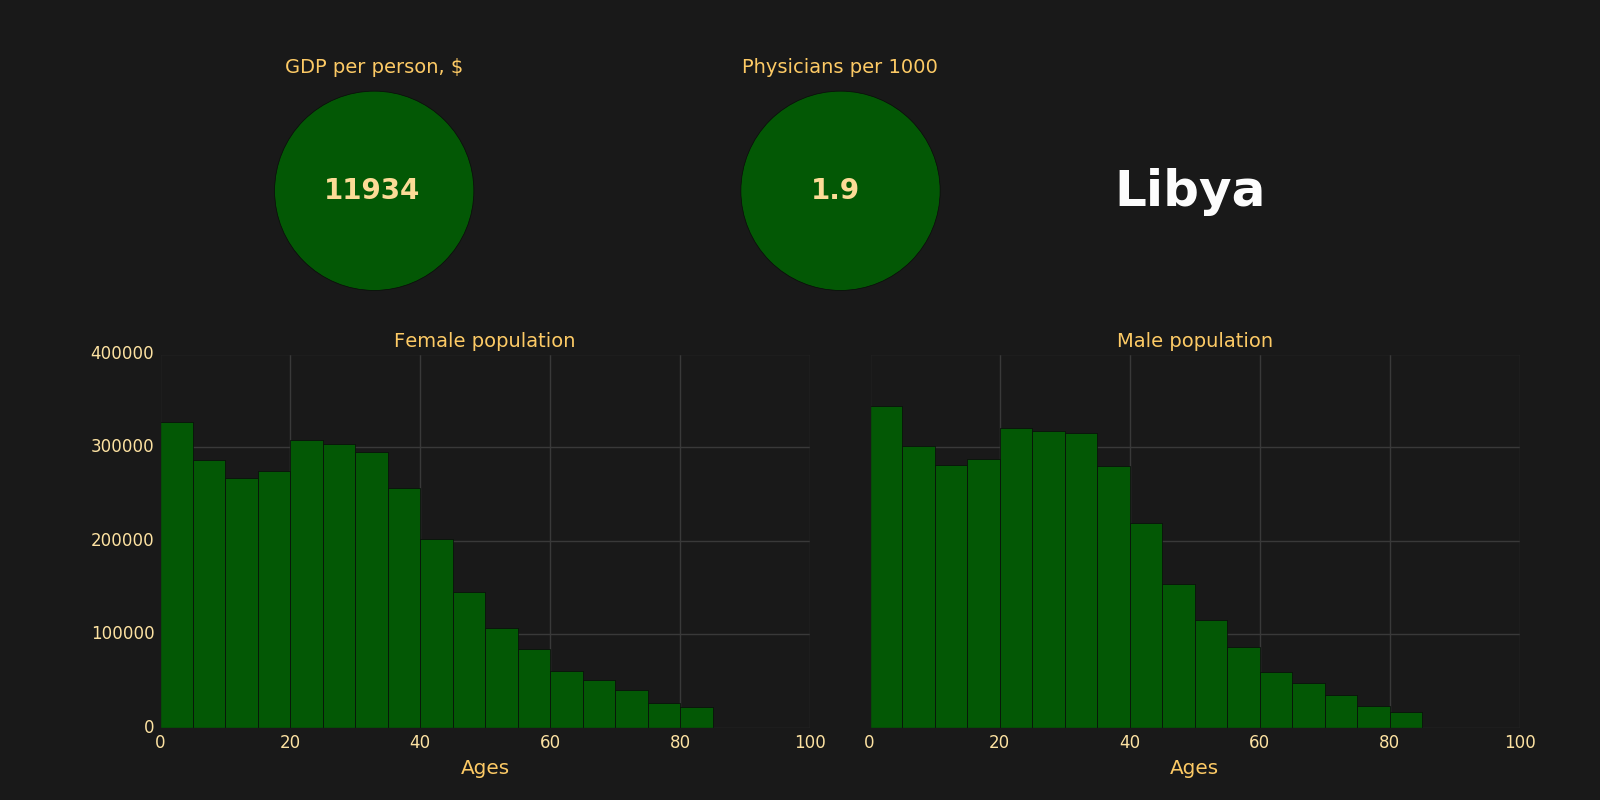 GDP per person, $
Physicians per 1000
11934
1.9
Libya
Female population
Male population
400000
300000
200000
100000
0
0 20 40 60 80 100
0 20 40 60 80 100
Ages
Ages